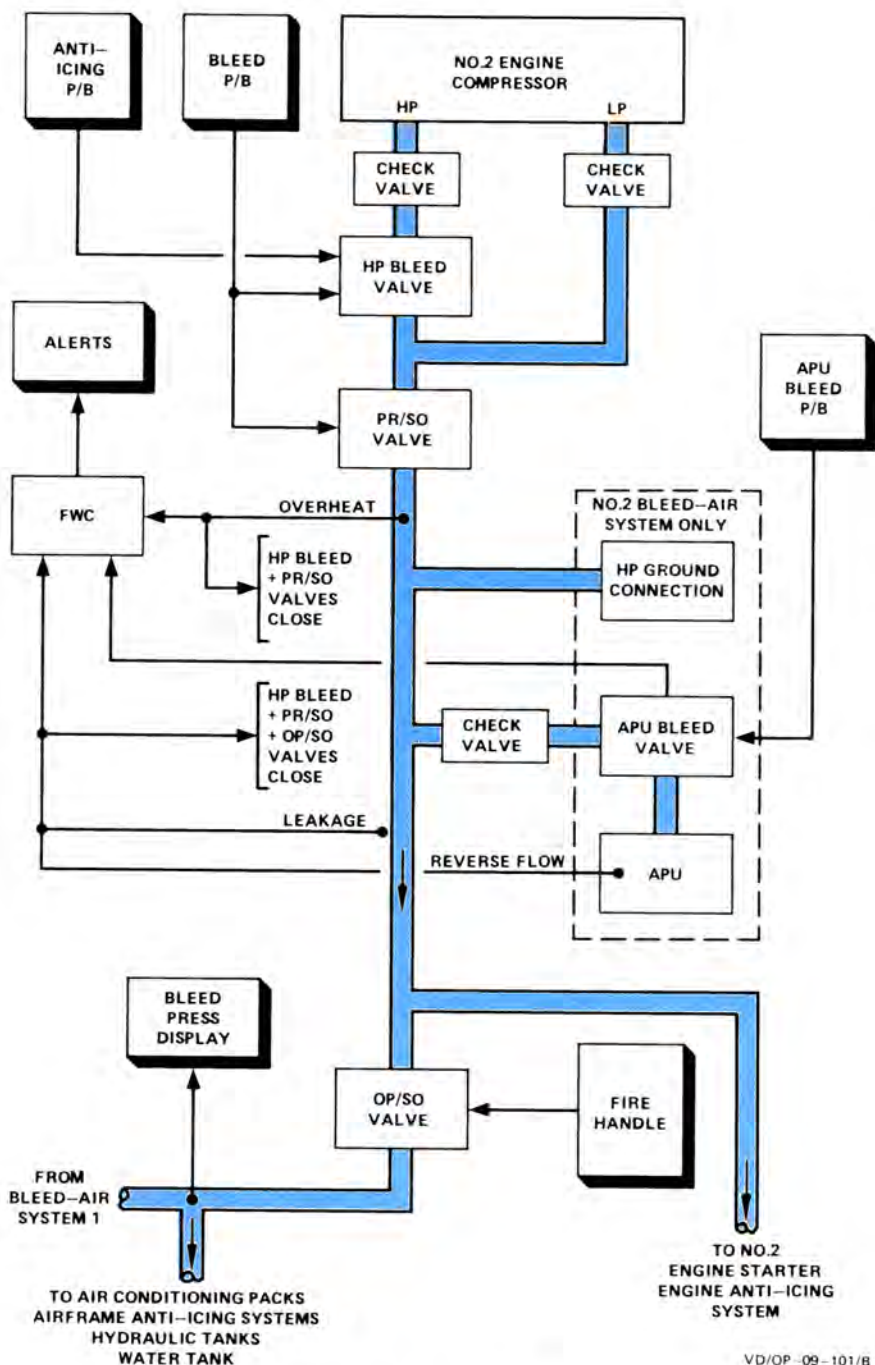 ANTI-
ICING
P/B
BLEED
P/B
NO.2 ENGINE
COMPRESSOR
HP
LP
CHECK
VALVE
CHECK
VALVE
HP BLEED
VALVE
ALERTS
APU
BLEED
P/B
PR/SO
VALVE
FWC
OVERHEAT
NO.2 BLEED-AIR
SYSTEM ONLY
HP BLEED
+ PR/SO
VALVES
CLOSE
HP GROUND
CONNECTION
HP BLEED
+ PR/SO
+ OP/SO
VALVES
CLOSE
CHECK
VALVE
APU BLEED
VALVE
LEAKAGE
REVERSE FLOW
APU
BLEED
PRESS
DISPLAY
OP/SO
VALVE
FIRE
HANDLE
FROM
BLEED-AIR
SYSTEM 1
TO AIR CONDITIONING PACKS
AIRFRAME ANTI-ICING SYSTEMS
HYDRAULIC TANKS
WATER TANK
TO NO.2
ENGINE STARTER
ENGINE ANTI-ICING
SYSTEM
VD/OP-09-101/B